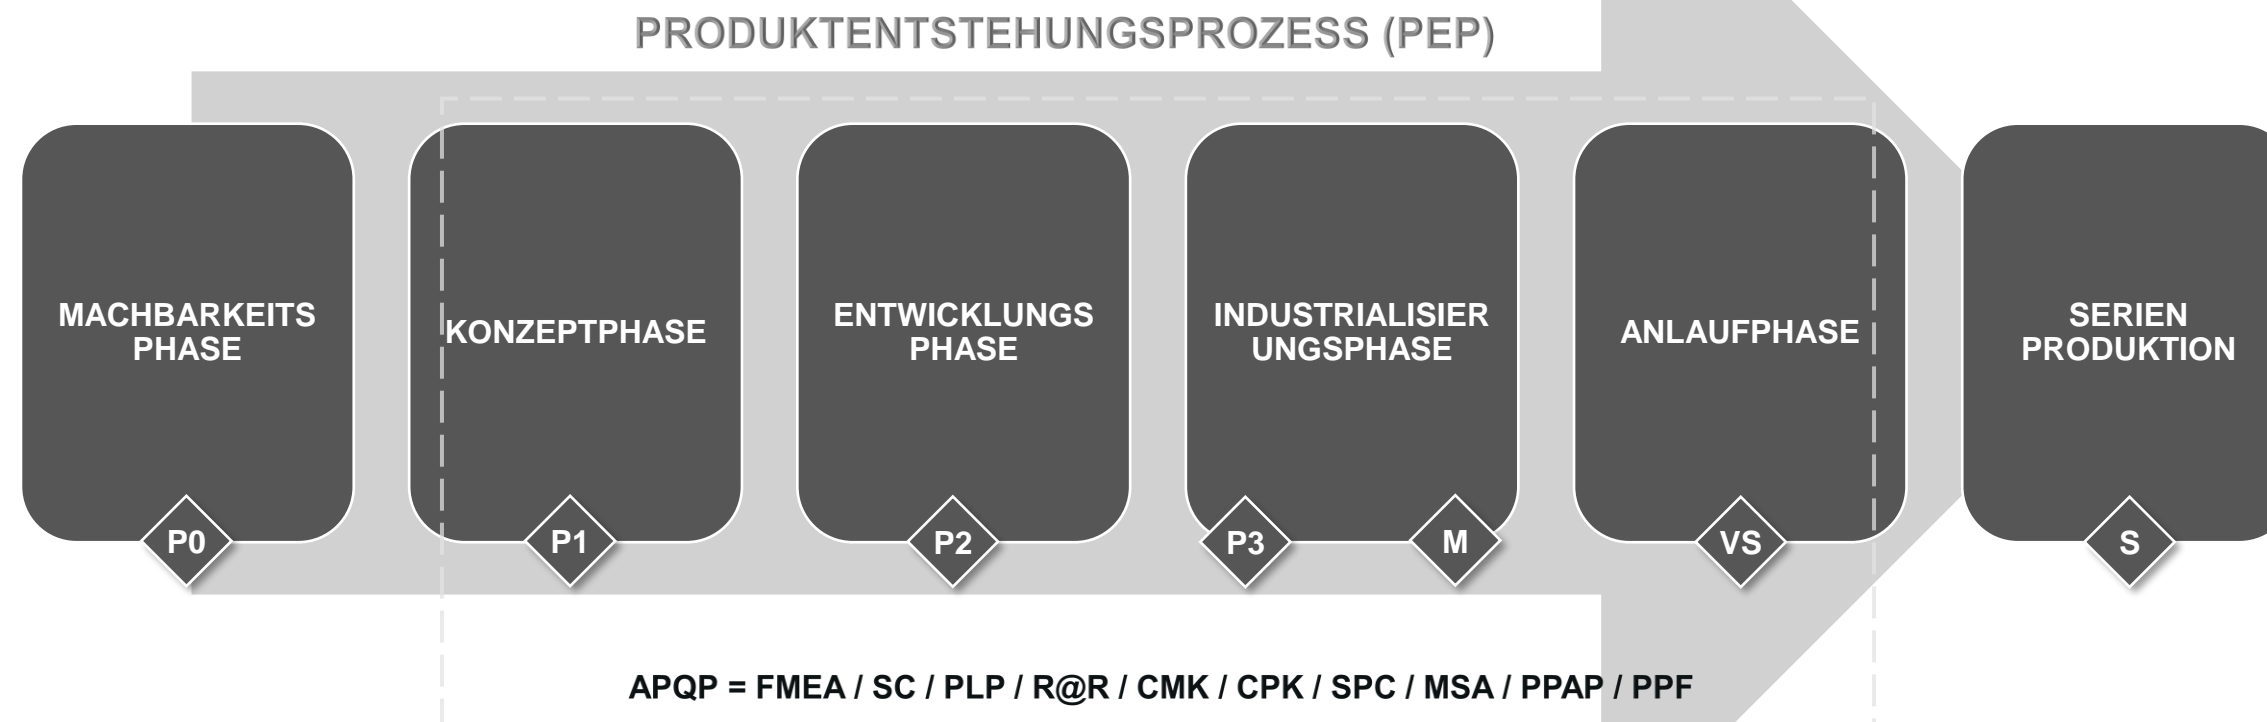 PRODUKTENTSTEHUNGSPROZESS (PEP)
MACHBARKEITS
PHASE
KONZEPTPHASE
ENTWICKLUNGS
PHASE
INDUSTRIALISIER
UNGSPHASE
ANLAUFPHASE
SERIEN
PRODUKTION
P0
P1
P2
P3
M
VS
S
APQP = FMEA / SC / PLP / R@R / CMK / CPK / SPC / MSA / PPAP / PPF